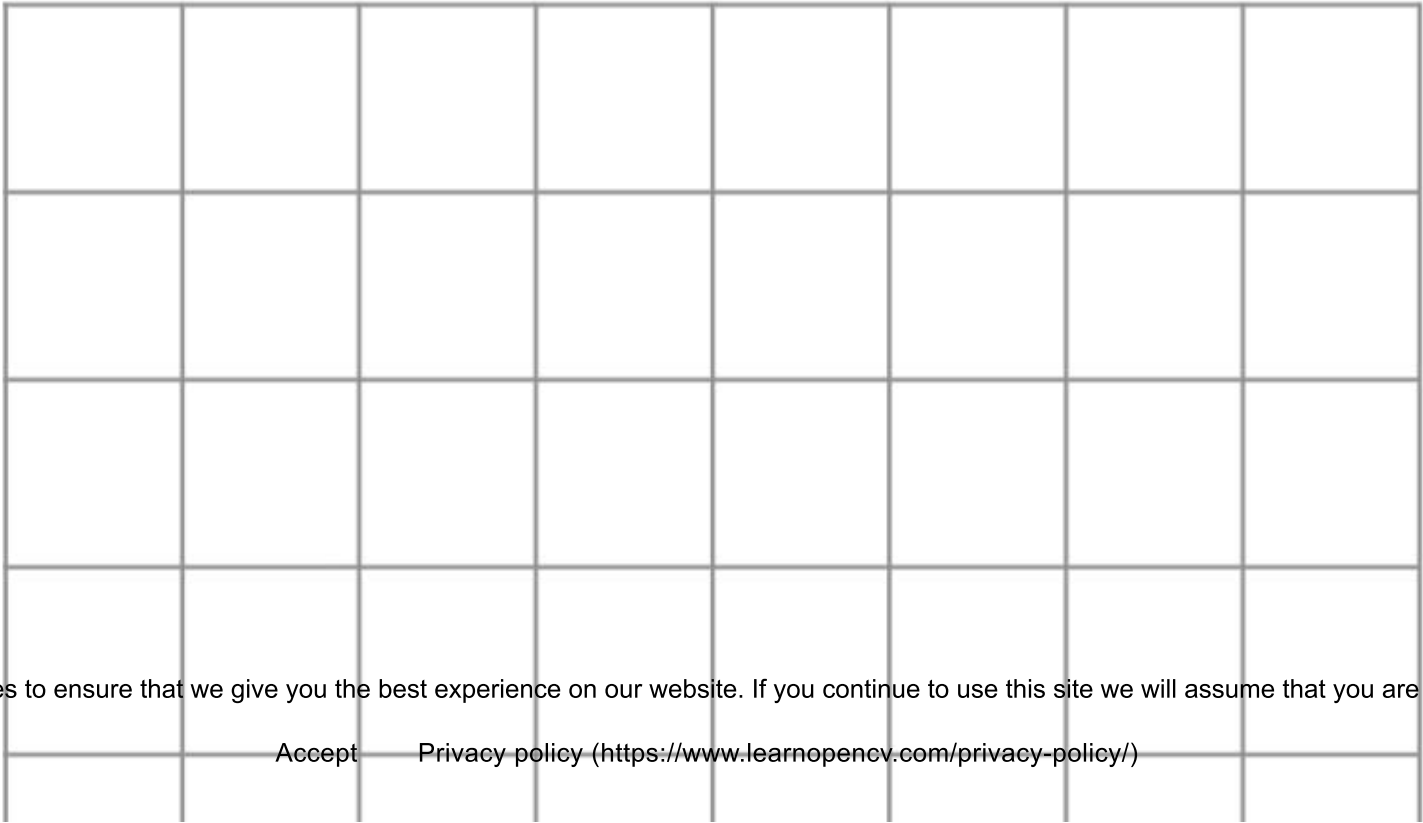 es to ensure that we give you the best experience on our website. If you continue to use this site we will assume that you are
Accept Privacy policy (https://www.learnopencv.com/privacy-policy/)